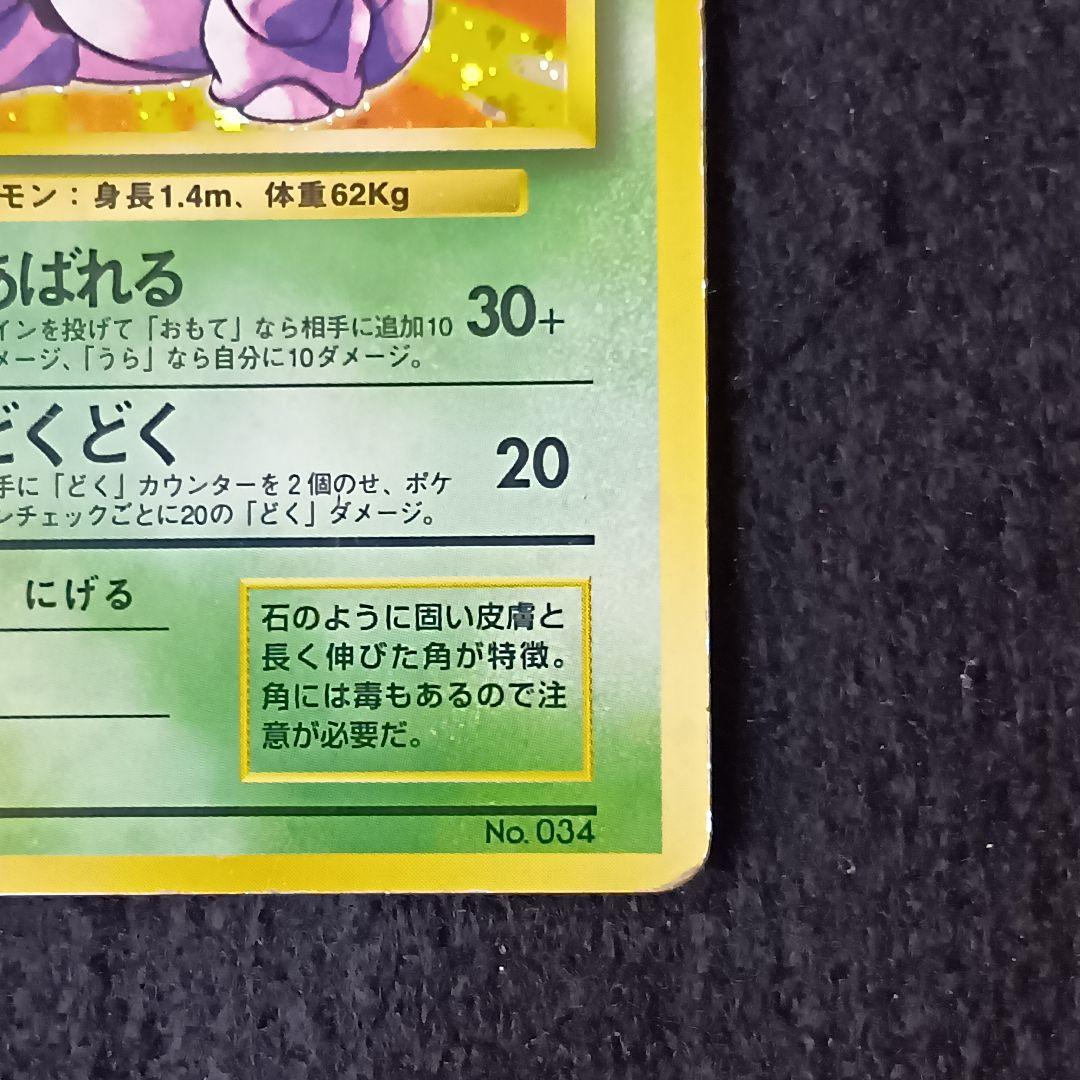 モン：身長1.4m、体重62Kg
あばれる
30+
インを投げて「おもて」なら相手に追加10
メージ、「うら」なら自分に10ダメージ。
どくどく
20
手に「どく」カウンターを2個のせ、ポケ
ンチェックごとに20の「どく」ダメージ。
にげる
石のように固い皮膚と
長く伸びた角が特徴。
角には毒もあるので注
意が必要だ。
No. 034